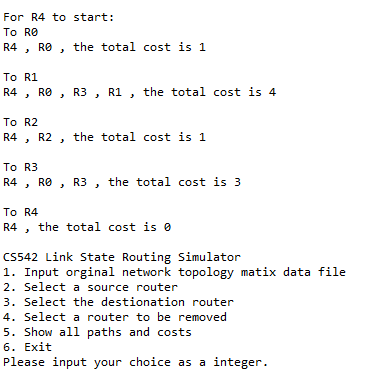 For R4 to start:
To R0
R4 , R0 , the total cost is 1
To R1
R4 , R0 , R3 , R1 , the total cost is 4
To R2
R4 , R2 , the total cost is 1
To R3
R4 , R0 , R3 , the total cost is 3
To R4
R4 , the total cost is 0
CS542 Link State Routing Simulator
1. Input orginal network topology matix data file
2. Select a source router
3. Select the destionation router
4. Select a router to be removed
5. Show all paths and costs
6. Exit
Please input your choice as a integer.